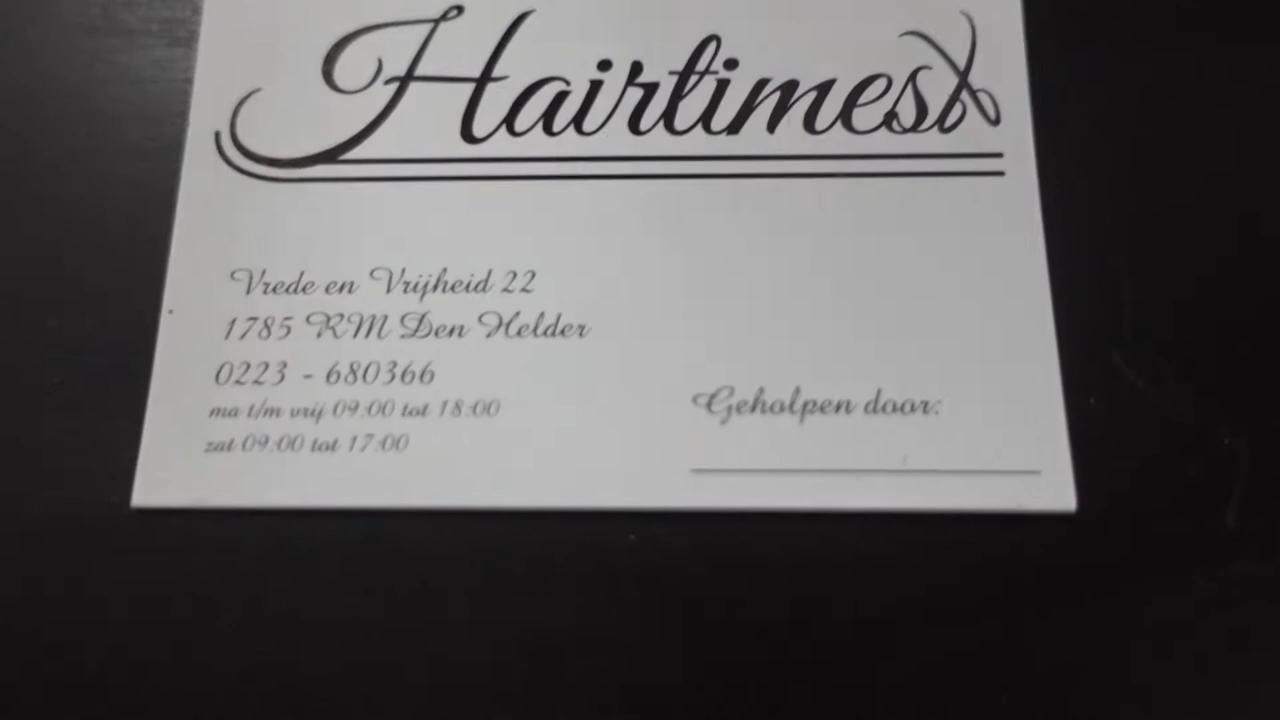 Hairtimes
Vrede en Vrijheid 22
1785 RM Den Helder
0223 - 680366
ma t/m vrij 09:00 tot 18:00
zat 09:00 tot 17:00
Geholpen door: